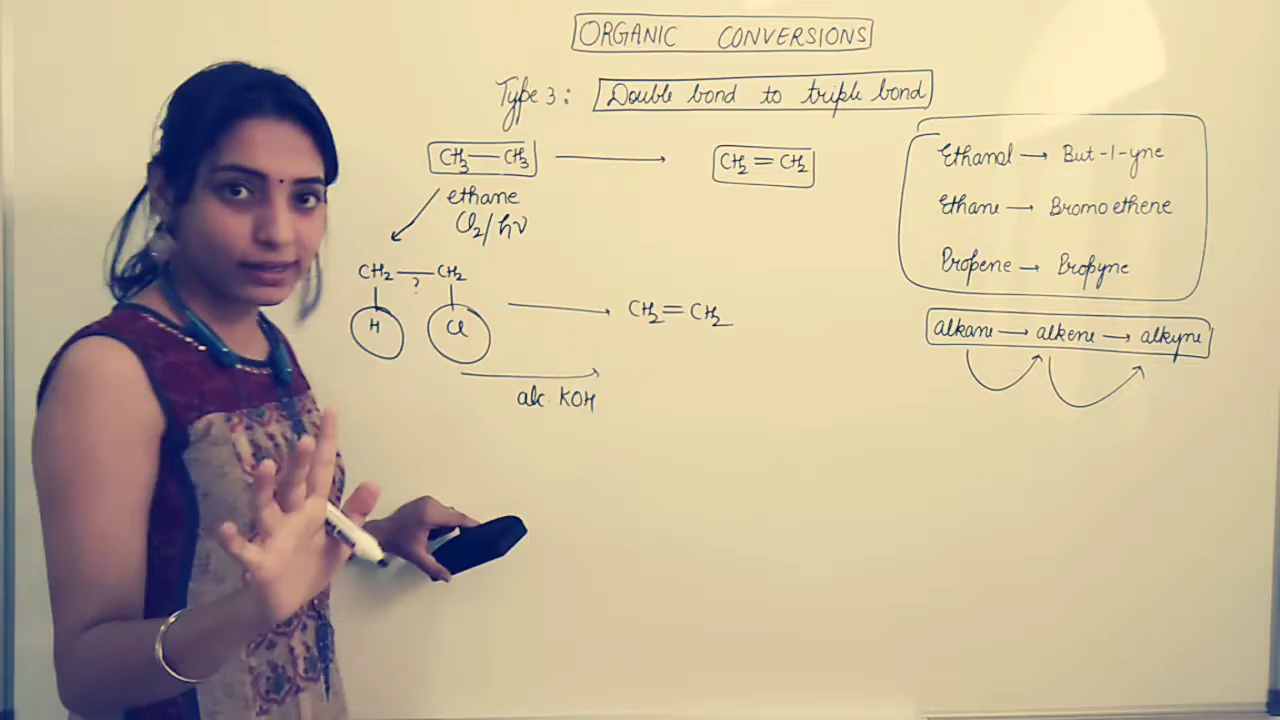 ORGANIC CONVERSIONS
Type 3: Double bond to triple bond
CH3—CH3 ⟶ CH2=CH2
ethane
Cl2/hν
CH2—CH2 ⟶ CH2=CH2
?
H Cl
alc. KOH
Ethanol → But-1-yne
Ethane → Bromoethene
Propene → Propyne
alkane → alkene → alkyne